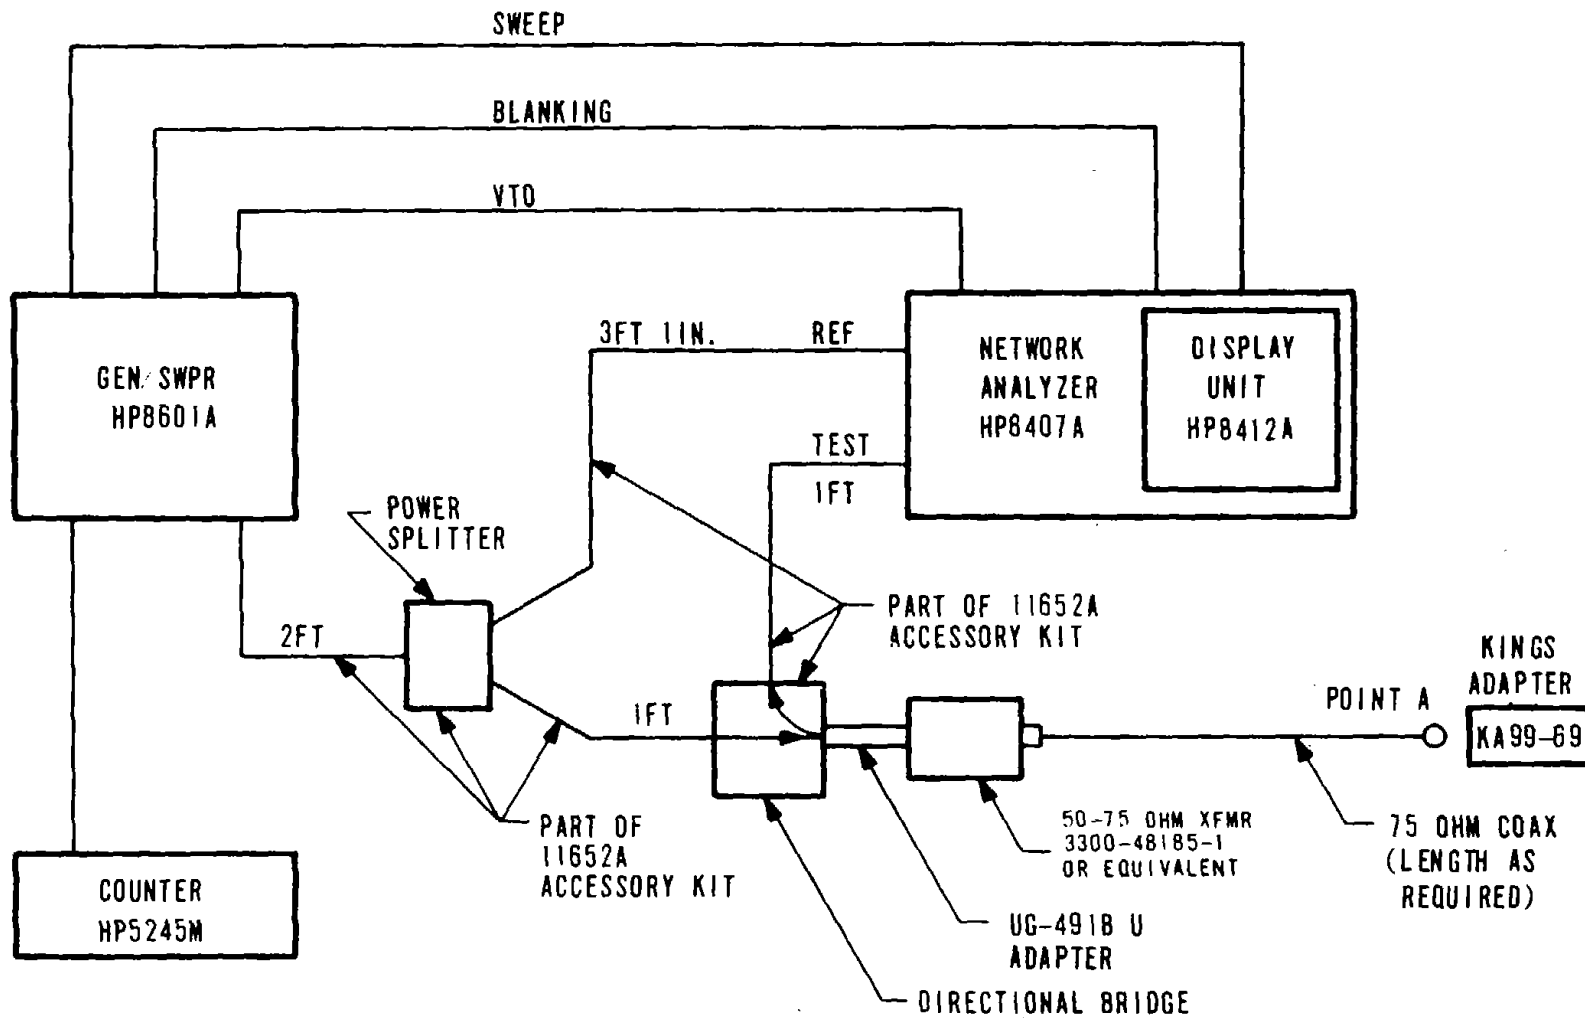 SWEEP
BLANKING
VTO
3FT 1IN.
REF
GEN/SWPR
HP8601A
NETWORK
ANALYZER
HP8407A
DISPLAY
UNIT
HP8412A
TEST
1FT
POWER
SPLITTER
2FT
PART OF 11652A
ACCESSORY KIT
1FT
POINT A
KINGS
ADAPTER
KA99-69
PART OF
11652A
ACCESSORY KIT
50-75 OHM XFMR
3300-48185-1
OR EQUIVALENT
75 OHM COAX
(LENGTH AS
REQUIRED)
COUNTER
HP5245M
UG-491B U
ADAPTER
DIRECTIONAL BRIDGE